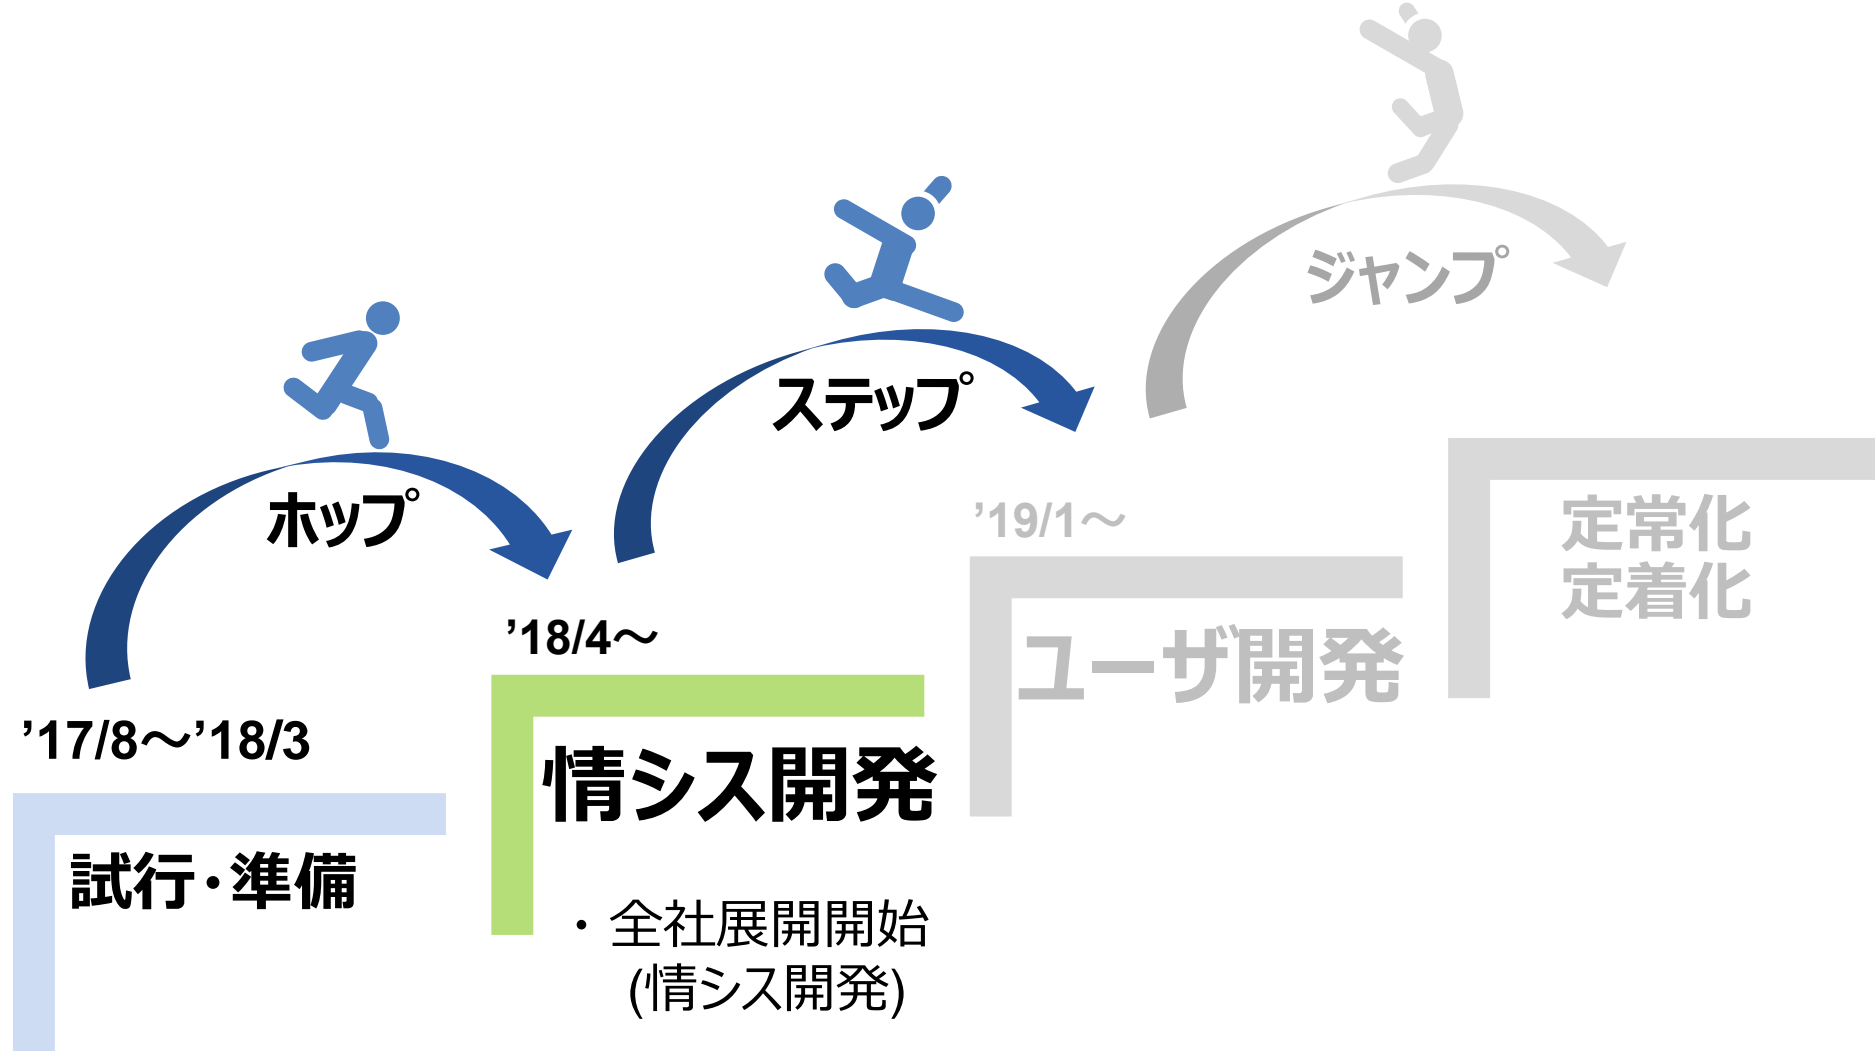 ホップ
ステップ
ジャンプ
’17/8～’18/3
試行・準備
’18/4～
情シス開発
・全社展開開始
(情シス開発)
’19/1～
ユーザ開発
定常化
定着化